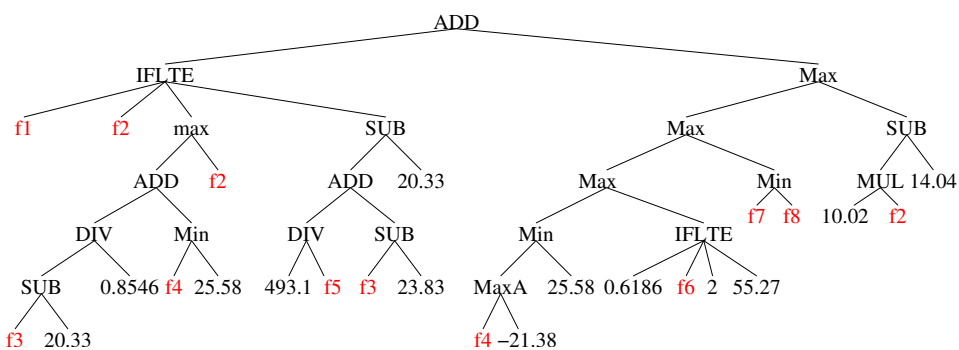 ADD
IFLTE Max
f1 f2 max SUB Max SUB
ADD f2 ADD 20.33 Max Min MUL 14.04
f7 f8 10.02 f2
DIV Min DIV SUB Min IFLTE
SUB 0.8546 f4 25.58 493.1 f5 f3 23.83 MaxA 25.58 0.6186 f6 2 55.27
f3 20.33 f4 −21.38